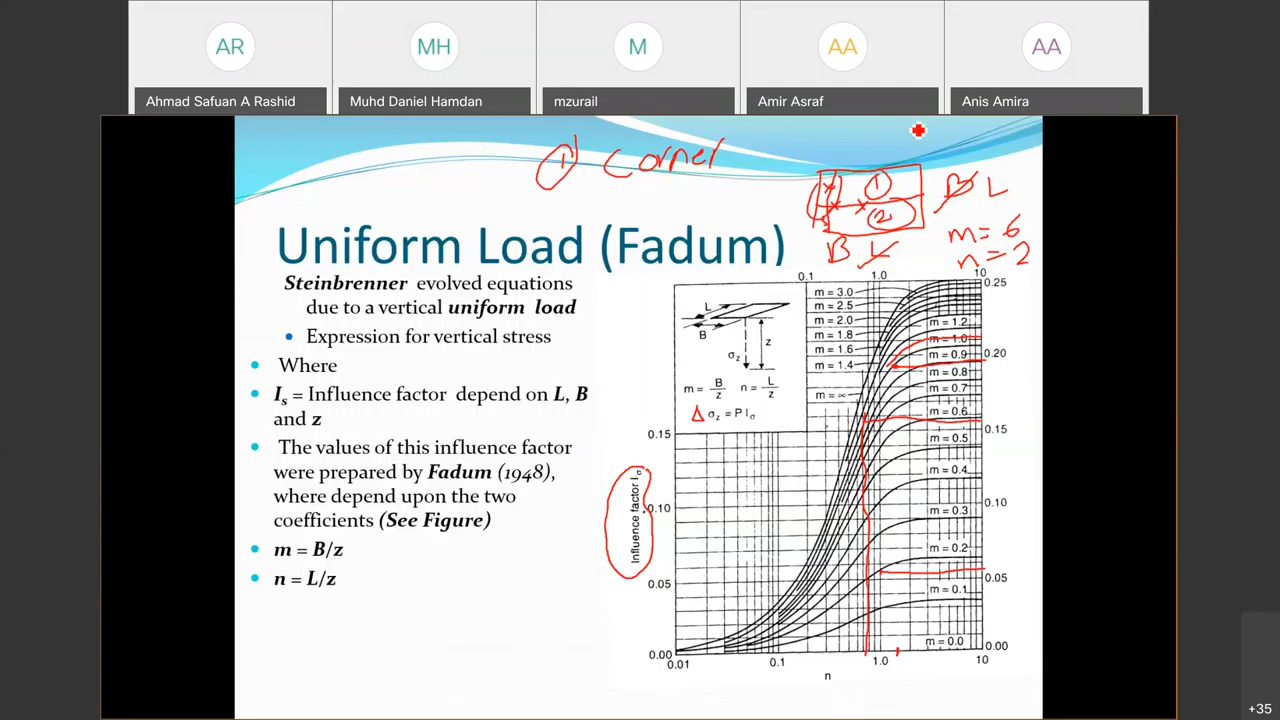 AR
MH
M
AA
AA
Ahmad Safuan A Rashid
Muhd Daniel Hamdan
mzurail
Amir Asraf
Anis Amira
1 Corner
1
2
B L
B L
m = 6
n = 2
Uniform Load (Fadum)
Steinbrenner evolved equations
due to a vertical uniform load
• Expression for vertical stress
• Where
• Is = Influence factor depend on L, B
and z
• The values of this influence factor
were prepared by Fadum (1948),
where depend upon the two
coefficients (See Figure)
• m = B/z
• n = L/z
0.1
1.0
10
L
B
z
σz
m = B/z n = L/z
Δ σz = P Iσ
m = 3.0
m = 2.5
m = 2.0
m = 1.8
m = 1.6
m = 1.4
m = ∞
m = 1.2
m = 1.0
m = 0.9
m = 0.8
m = 0.7
m = 0.6
m = 0.5
m = 0.4
m = 0.3
m = 0.2
m = 0.1
m = 0.0
0.25
0.20
0.15
0.10
0.05
0.00
0.15
0.10
0.05
0.00
Influence factor Iσ
0.01
0.1
1.0
10
n
+35